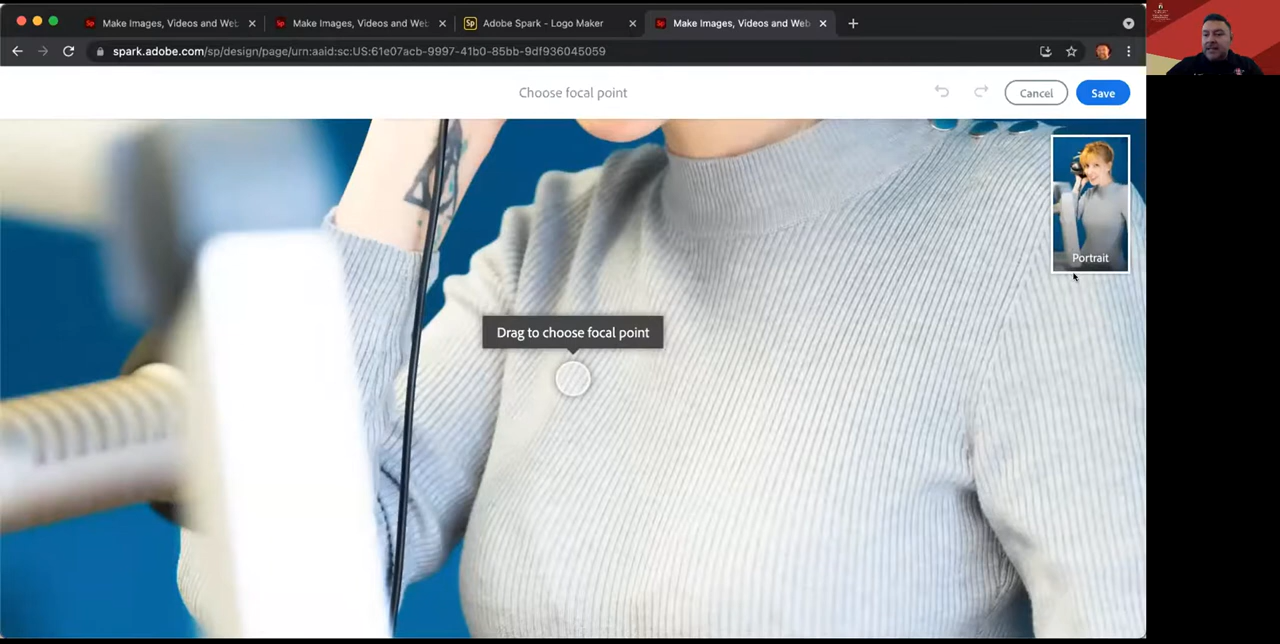 Make Images, Videos and Web
Make Images, Videos and Web
Sp
Adobe Spark - Logo Maker
Make Images, Videos and Web
spark.adobe.com/sp/design/page/urn:aaid:sc:US:61e07acb-9997-41b0-85bb-9df936045059
Choose focal point
Cancel
Save
Portrait
Drag to choose focal point